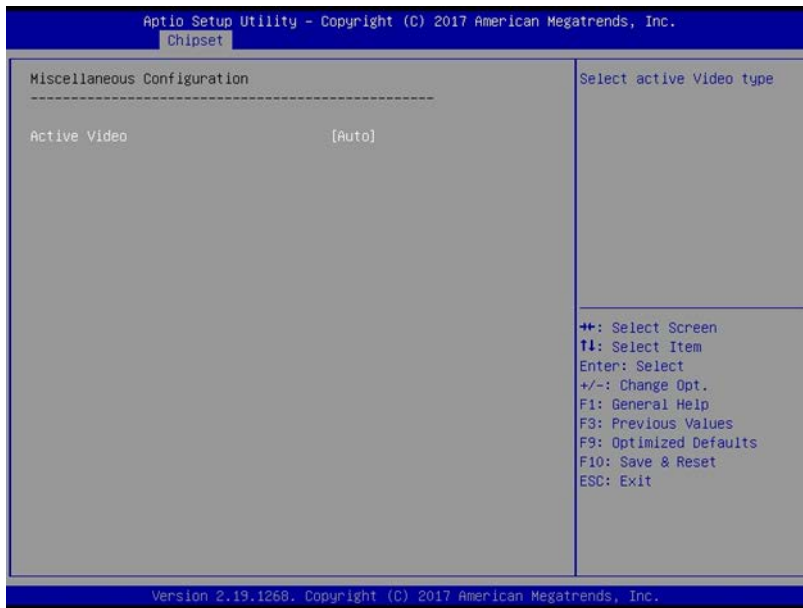 Aptio Setup Utility – Copyright (C) 2017 American Megatrends, Inc.
Chipset
Miscellaneous Configuration
--------------------------------------------------
Active Video [Auto]
Select active Video type
→←: Select Screen
↑↓: Select Item
Enter: Select
+/-: Change Opt.
F1: General Help
F3: Previous Values
F9: Optimized Defaults
F10: Save & Reset
ESC: Exit
Version 2.19.1268. Copyright (C) 2017 American Megatrends, Inc.